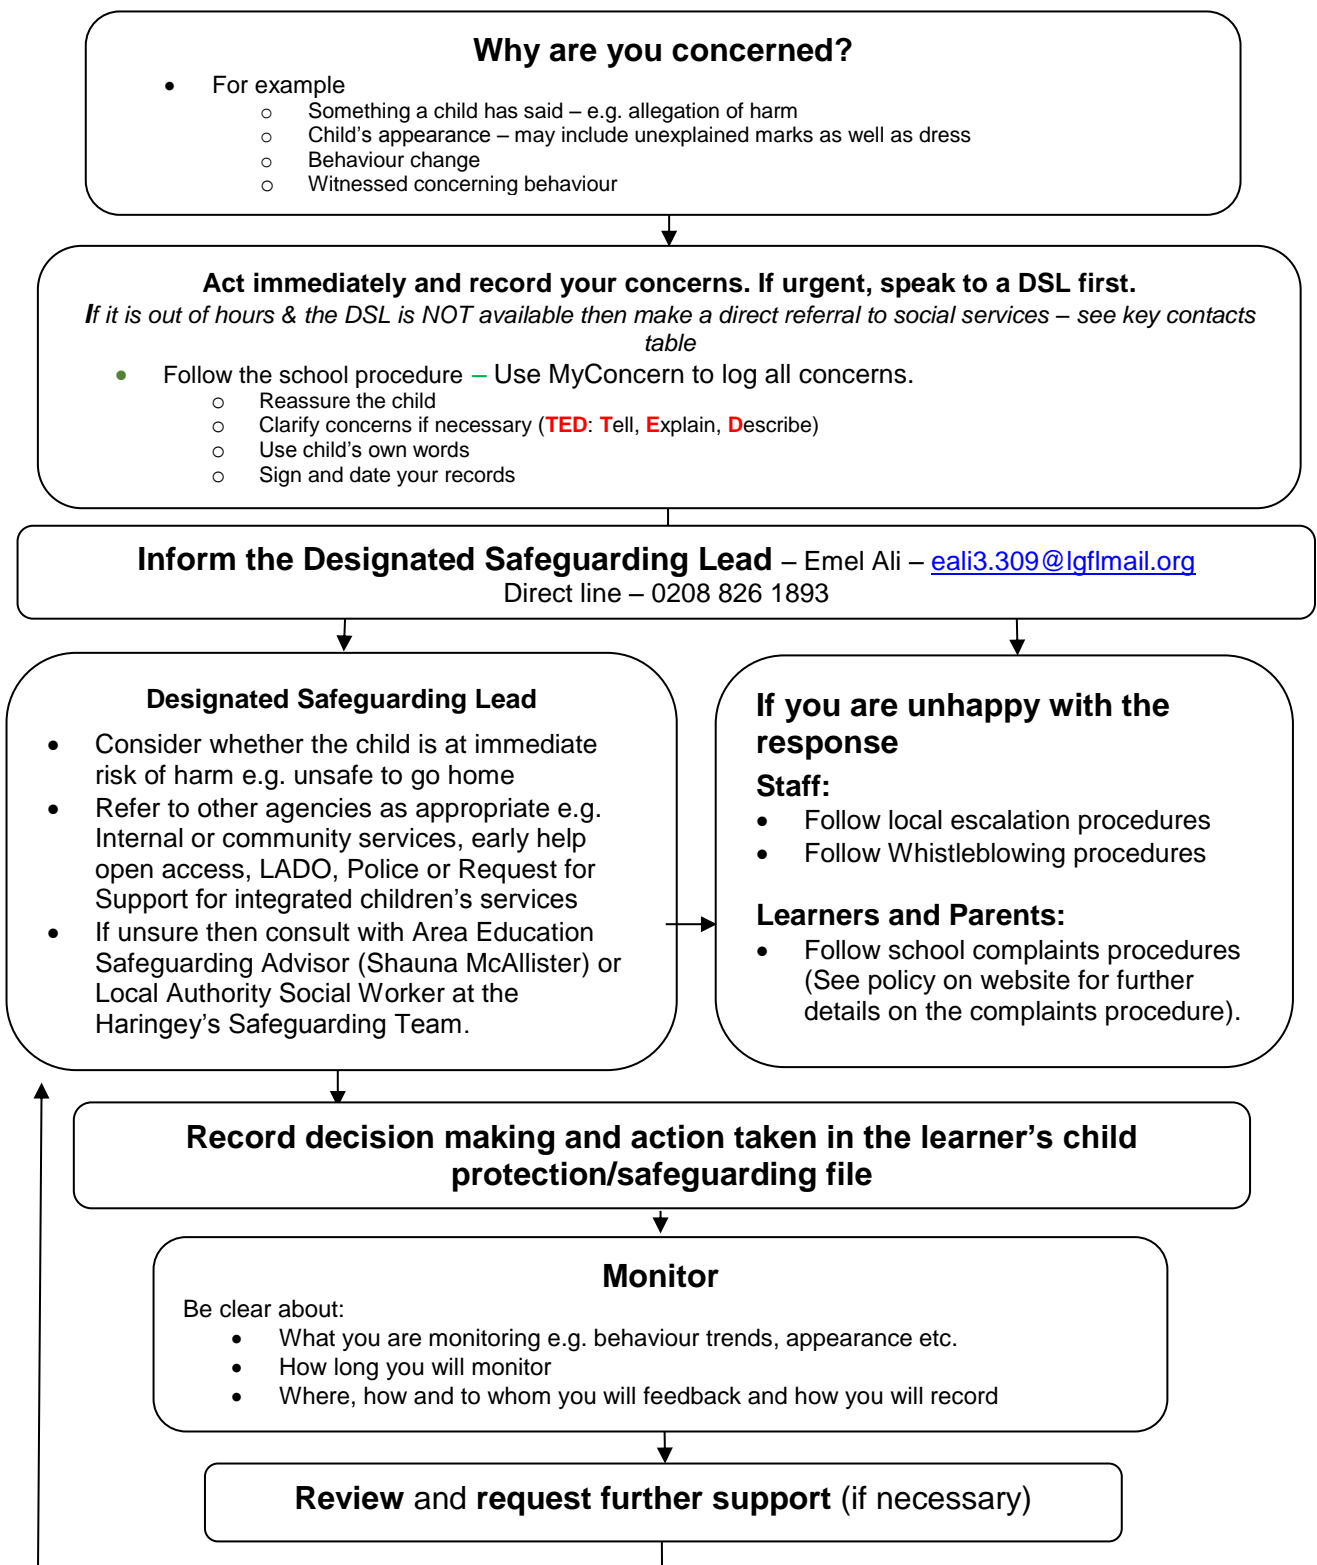 Why are you concerned?
• For example
o Something a child has said – e.g. allegation of harm
o Child's appearance – may include unexplained marks as well as dress
o Behaviour change
o Witnessed concerning behaviour
Act immediately and record your concerns. If urgent, speak to a DSL first.
If it is out of hours & the DSL is NOT available then make a direct referral to social services – see key contacts
table
• Follow the school procedure – Use MyConcern to log all concerns.
o Reassure the child
o Clarify concerns if necessary (TED: Tell, Explain, Describe)
o Use child's own words
o Sign and date your records
Inform the Designated Safeguarding Lead – Emel Ali – eali3.309@lgflmail.org
Direct line – 0208 826 1893
Designated Safeguarding Lead
• Consider whether the child is at immediate
risk of harm e.g. unsafe to go home
• Refer to other agencies as appropriate e.g.
Internal or community services, early help
open access, LADO, Police or Request for
Support for integrated children's services
• If unsure then consult with Area Education
Safeguarding Advisor (Shauna McAllister) or
Local Authority Social Worker at the
Haringey's Safeguarding Team.
If you are unhappy with the
response
Staff:
• Follow local escalation procedures
• Follow Whistleblowing procedures
Learners and Parents:
• Follow school complaints procedures
(See policy on website for further
details on the complaints procedure).
Record decision making and action taken in the learner's child
protection/safeguarding file
Monitor
Be clear about:
• What you are monitoring e.g. behaviour trends, appearance etc.
• How long you will monitor
• Where, how and to whom you will feedback and how you will record
Review and request further support (if necessary)